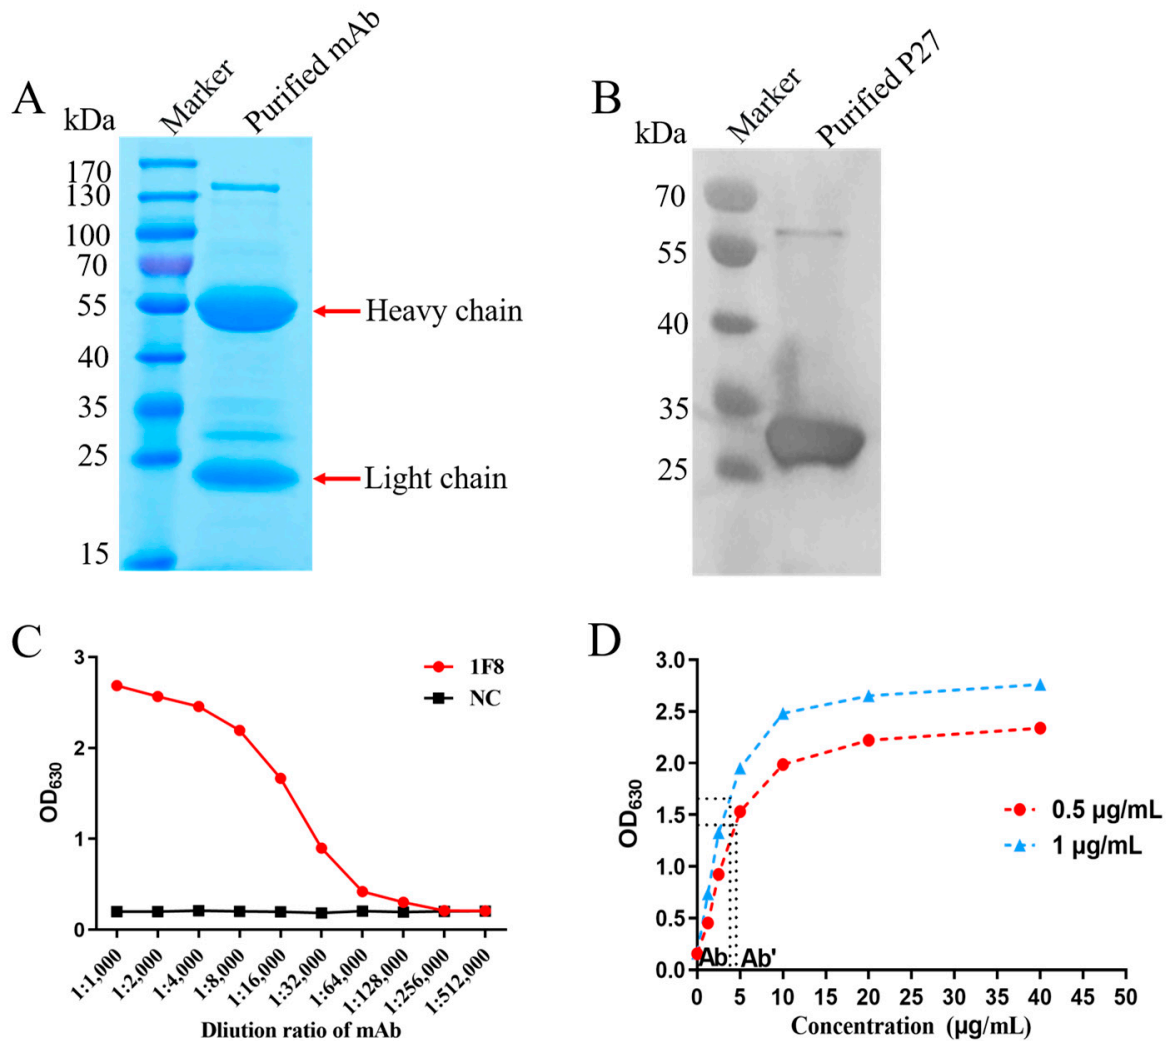 A
kDa
Marker
Purified mAb
170
130
100
70
55
40
35
25
15
Heavy chain
Light chain
B
kDa
Marker
Purified P27
70
55
40
35
25
C
3
2
1
0
OD630
1F8
NC
1:1,000
1:2,000
1:4,000
1:8,000
1:16,000
1:32,000
1:64,000
1:128,000
1:256,000
1:512,000
Dliution ratio of mAb
D
3.0
2.5
2.0
1.5
1.0
0.5
0.0
OD630
0.5 μg/mL
1 μg/mL
Ab
Ab'
0 5 10 15 20 25 30 35 40 45 50
Concentration (μg/mL)